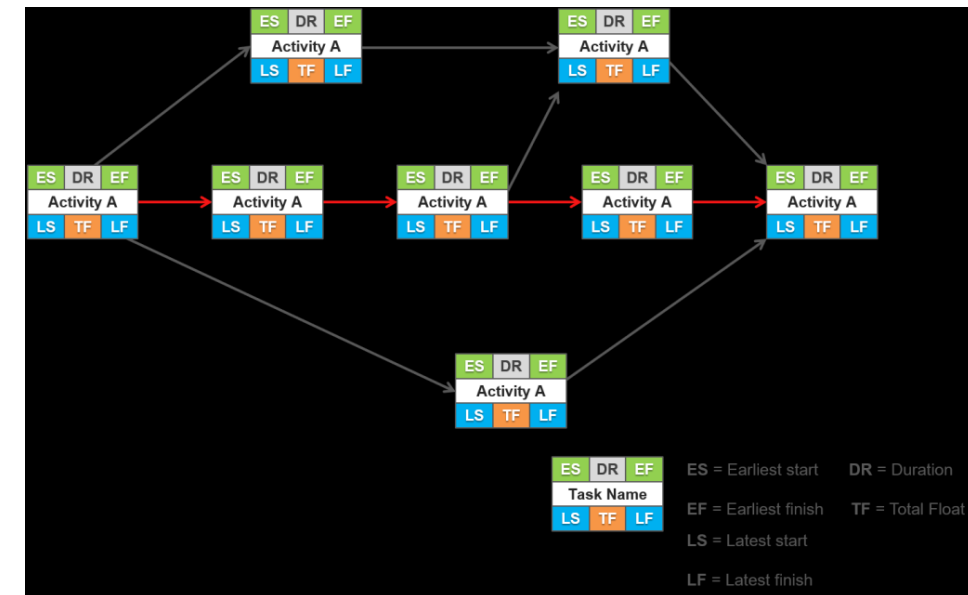 ES DR EF
Activity A
LS TF LF
ES DR EF
Activity A
LS TF LF
ES DR EF
Activity A
LS TF LF
ES DR EF
Activity A
LS TF LF
ES DR EF
Activity A
LS TF LF
ES DR EF
Activity A
LS TF LF
ES DR EF
Activity A
LS TF LF
ES DR EF
Activity A
LS TF LF
ES DR EF
Task Name
LS TF LF
ES = Earliest start DR = Duration
EF = Earliest finish TF = Total Float
LS = Latest start
LF = Latest finish